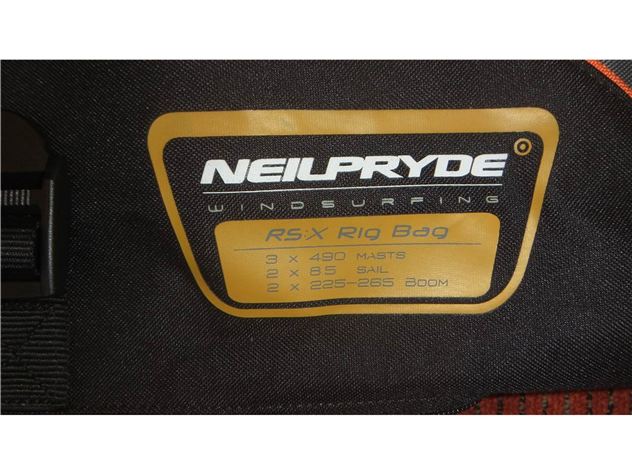 NEILPRYDE
WINDSURFING
RS:X Rig Bag
3 x 490 MASTS
2 x 8.5 SAIL
2 x 225-265 BOOM